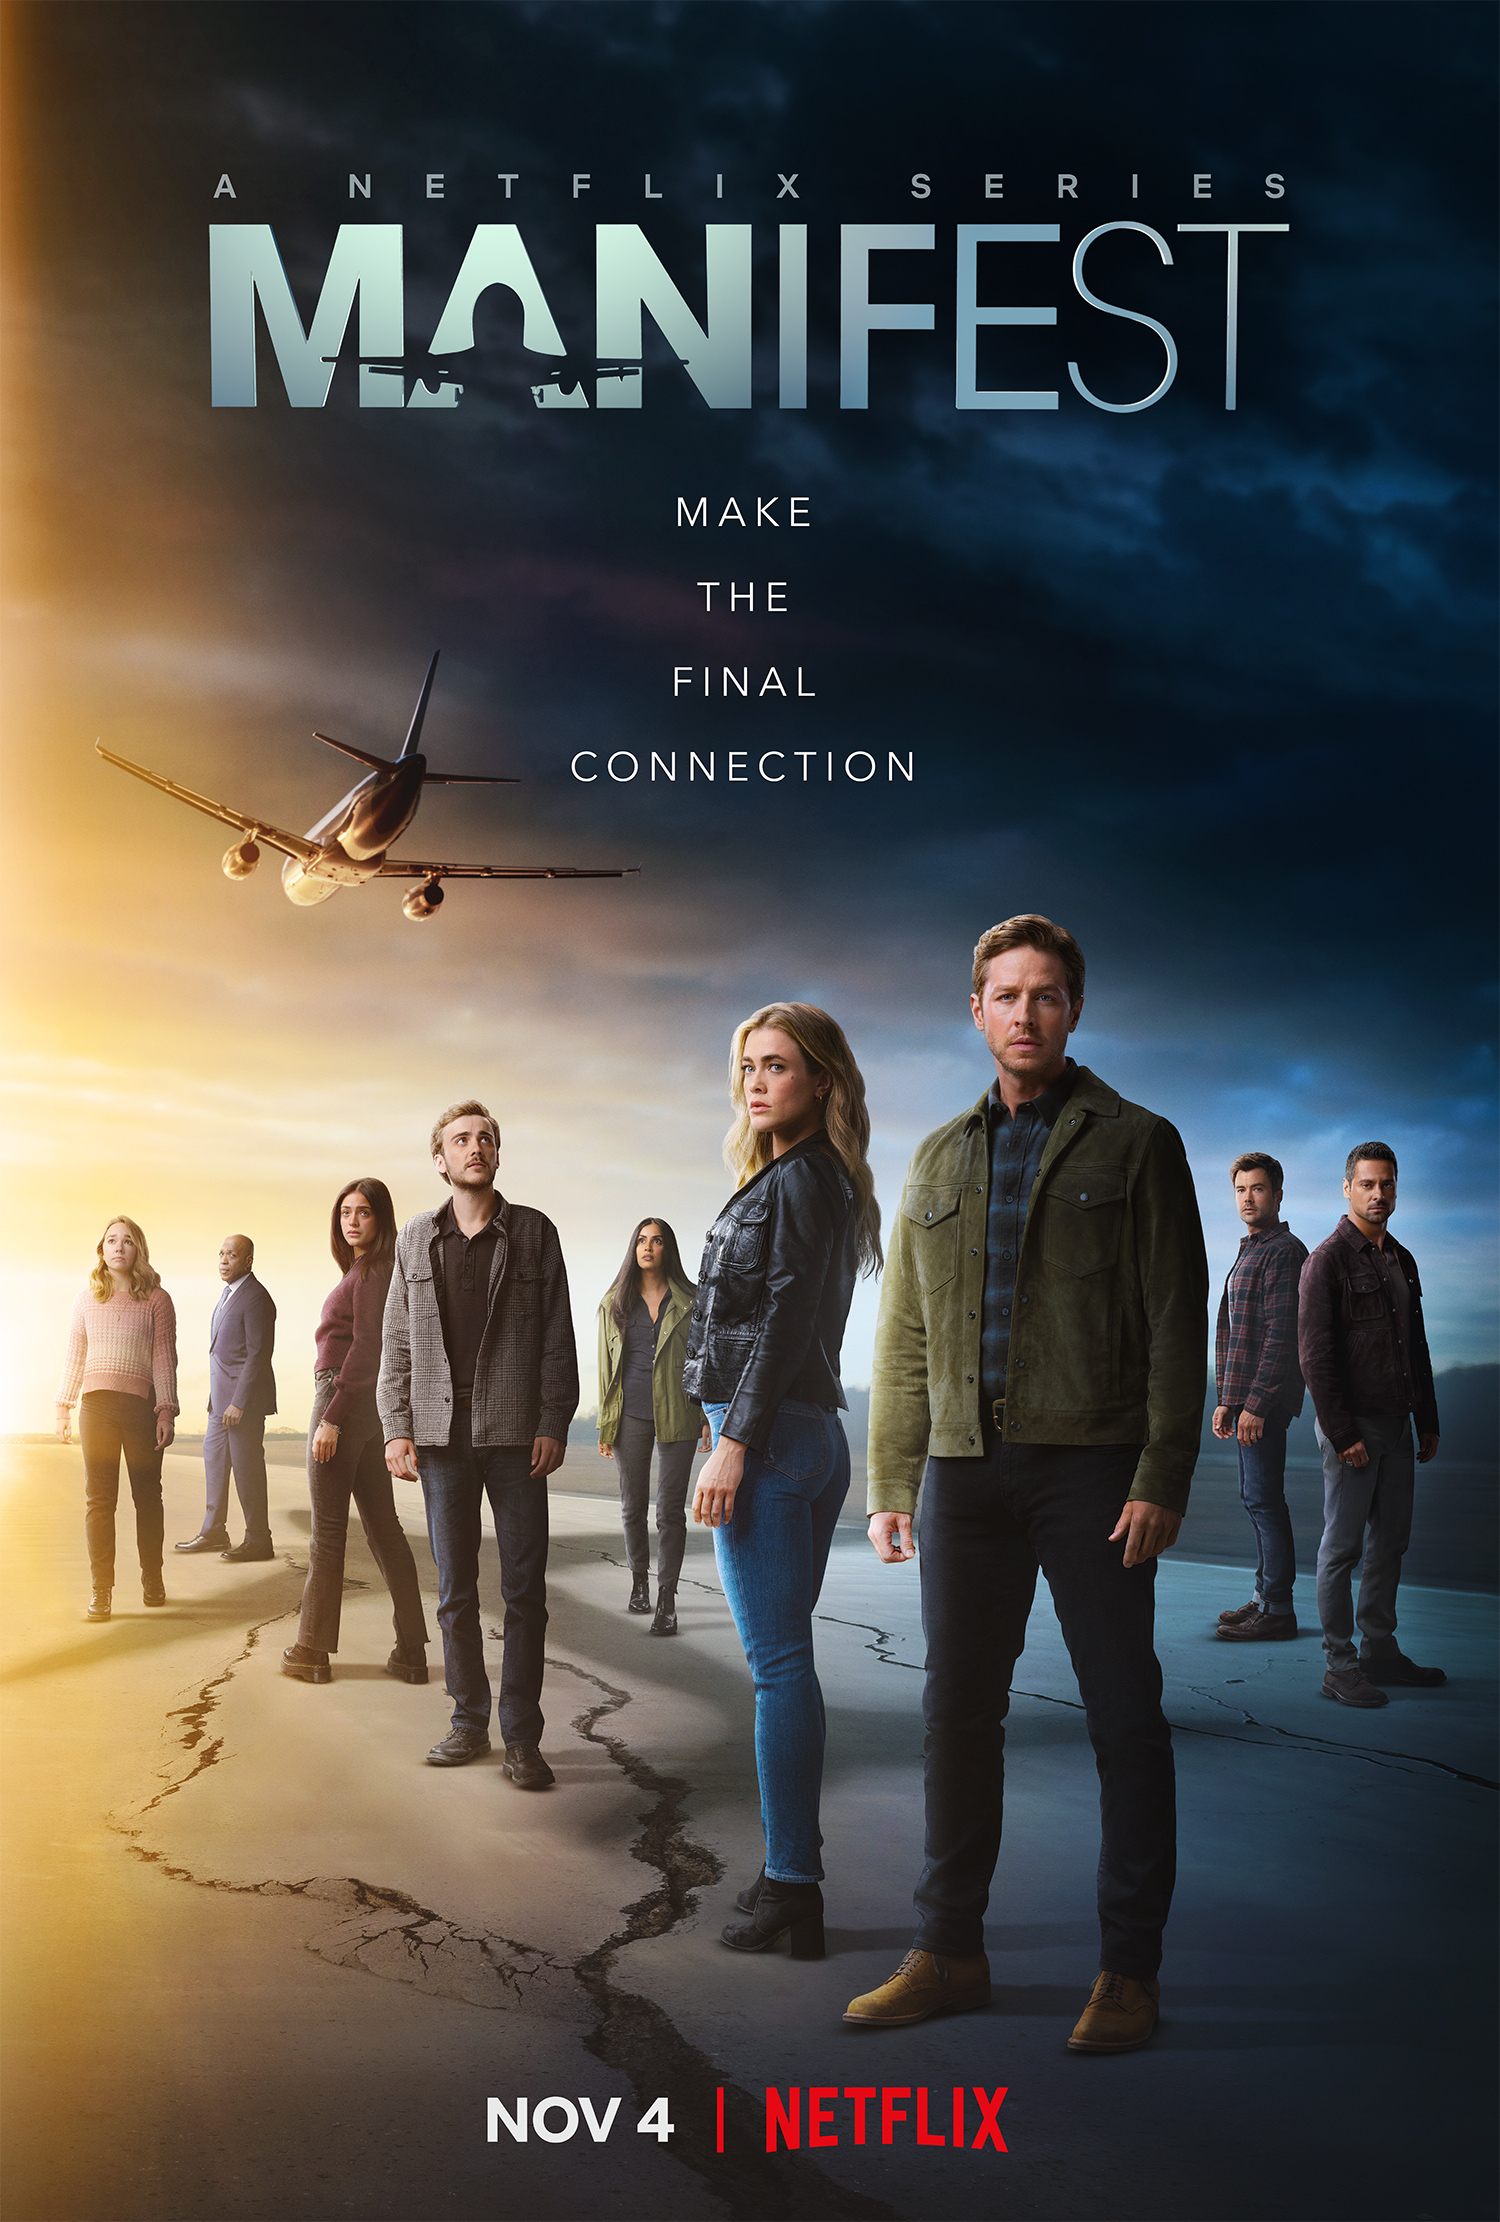 A NETFLIX SERIES
MANIFEST
MAKE
THE
FINAL
CONNECTION
NOV 4 | NETFLIX